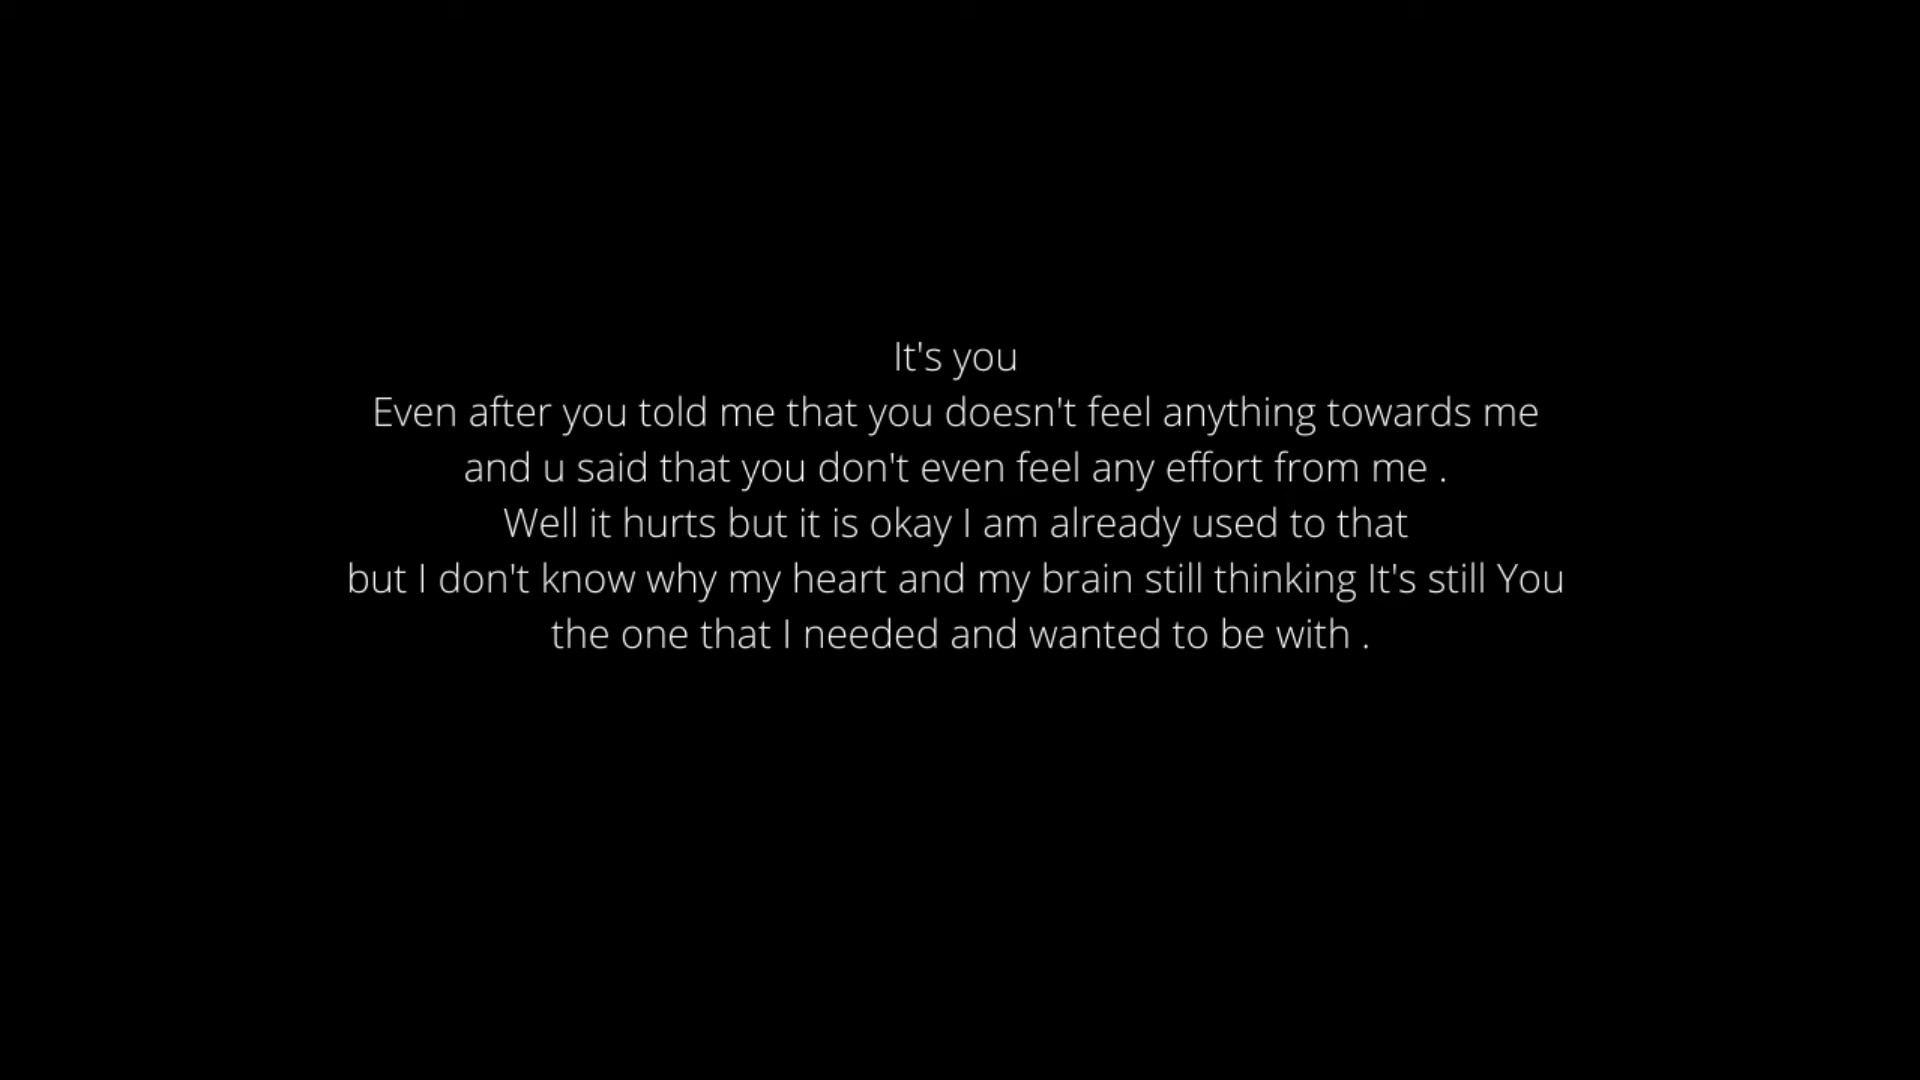 It's you
Even after you told me that you doesn't feel anything towards me
and u said that you don't even feel any effort from me .
Well it hurts but it is okay I am already used to that
but I don't know why my heart and my brain still thinking It's still You
the one that I needed and wanted to be with .